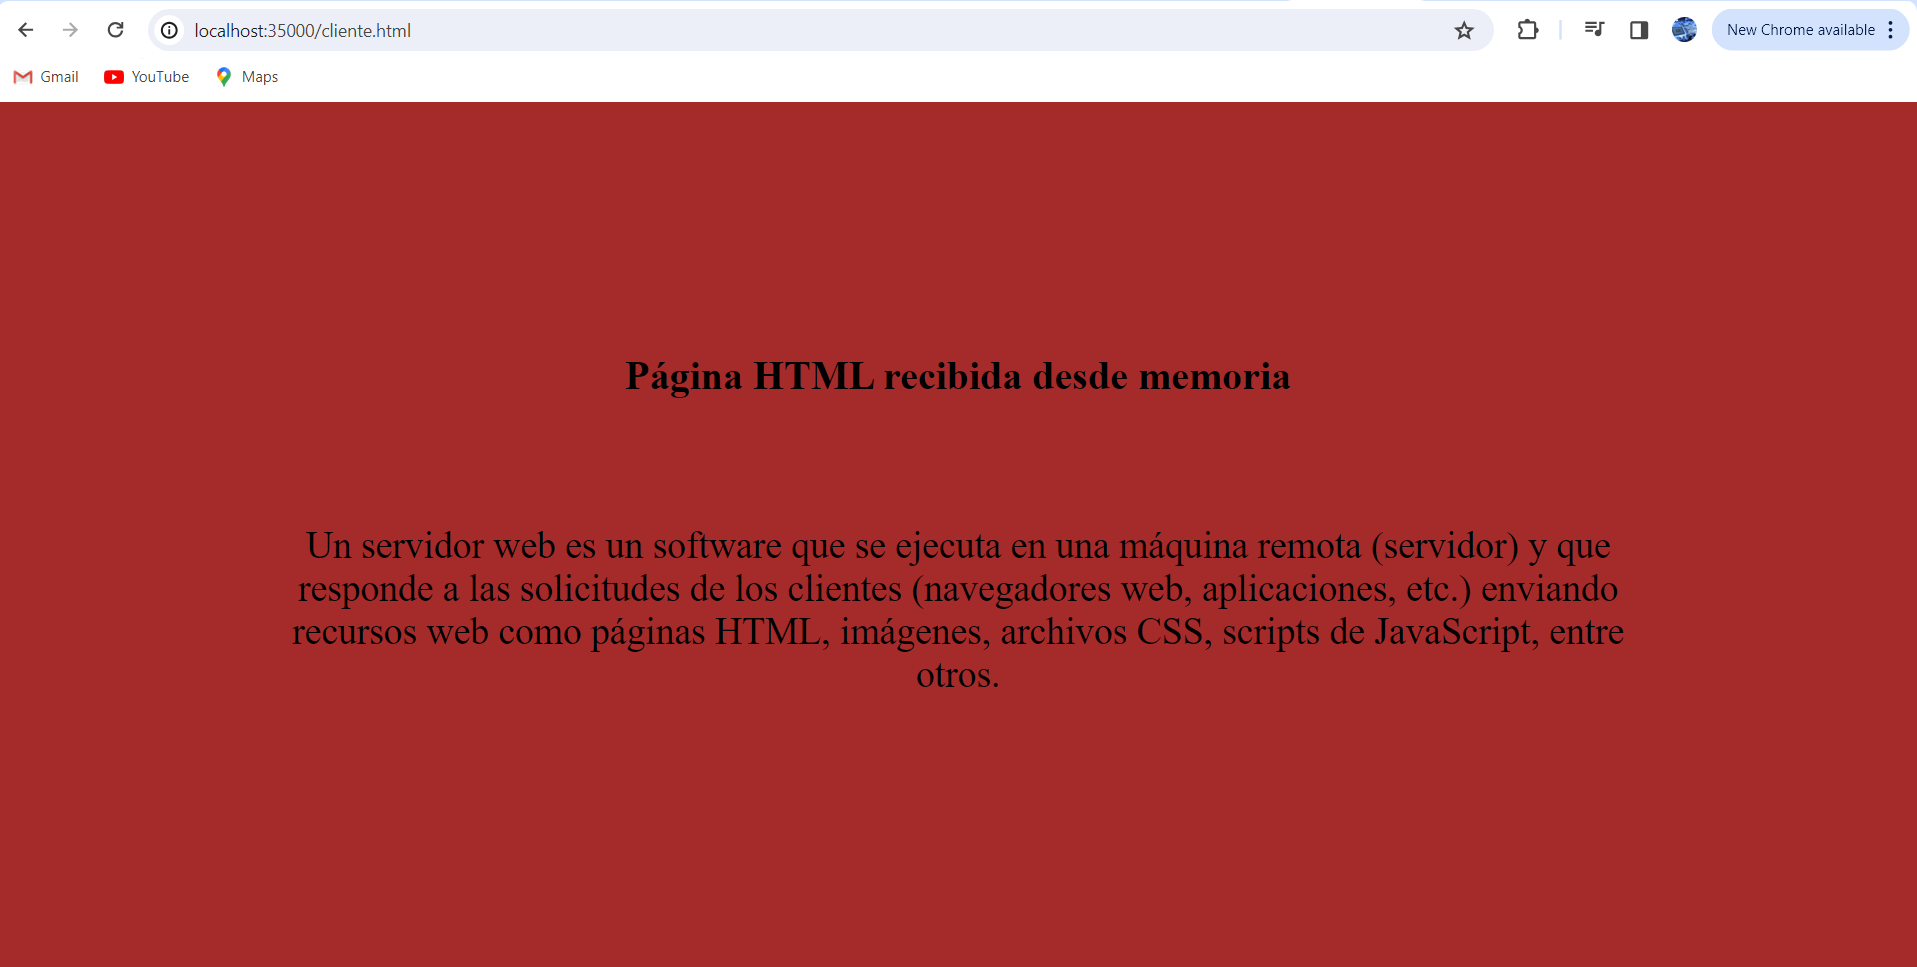 localhost:35000/cliente.html
New Chrome available
Gmail YouTube Maps
Página HTML recibida desde memoria
Un servidor web es un software que se ejecuta en una máquina remota (servidor) y que
responde a las solicitudes de los clientes (navegadores web, aplicaciones, etc.) enviando
recursos web como páginas HTML, imágenes, archivos CSS, scripts de JavaScript, entre
otros.